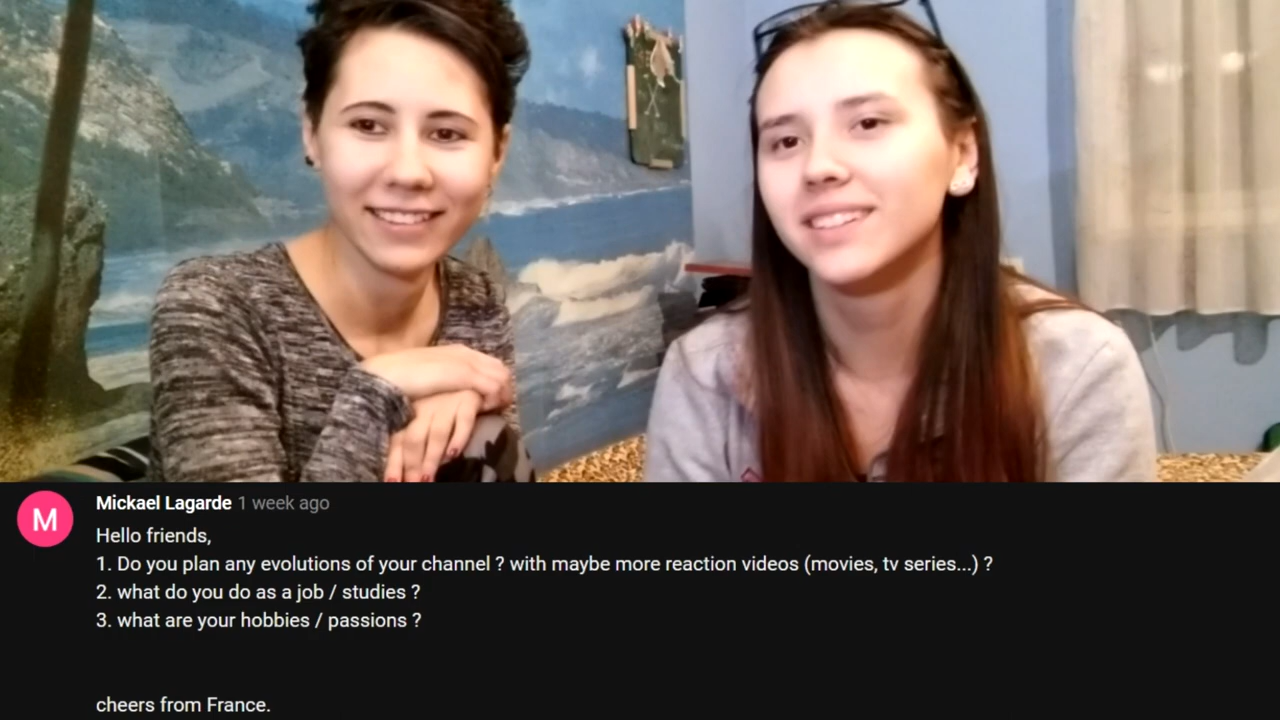 M
Mickael Lagarde 1 week ago
Hello friends,
1. Do you plan any evolutions of your channel ? with maybe more reaction videos (movies, tv series...) ?
2. what do you do as a job / studies ?
3. what are your hobbies / passions ?
cheers from France.